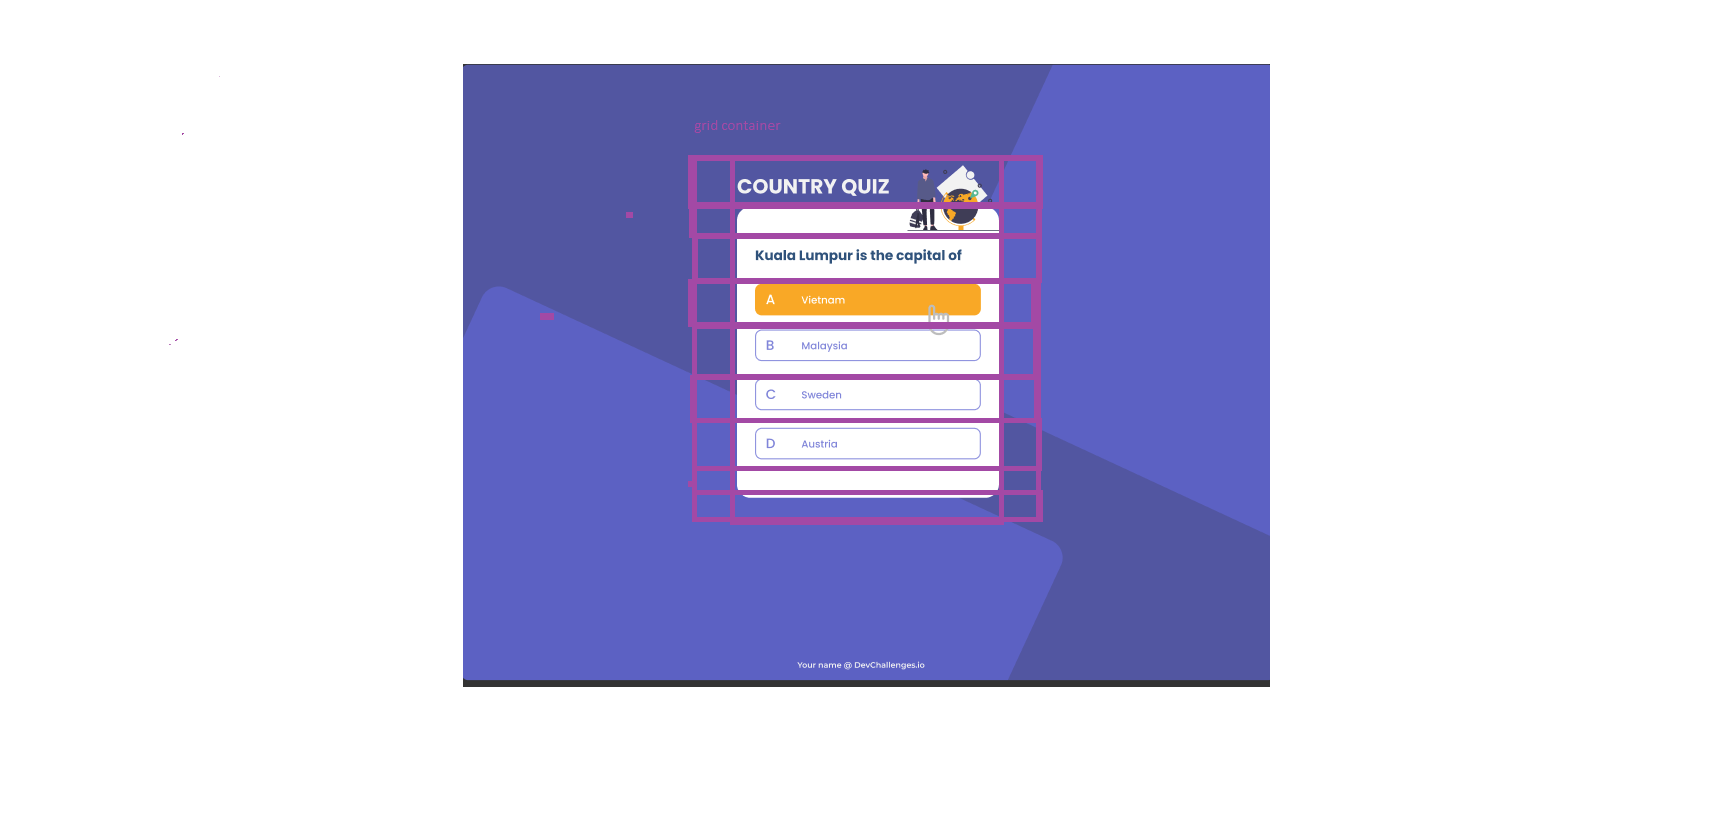 grid container
COUNTRY QUIZ
Kuala Lumpur is the capital of
A Vietnam
B Malaysia
C Sweden
D Austria
Your name @ DevChallenges.io